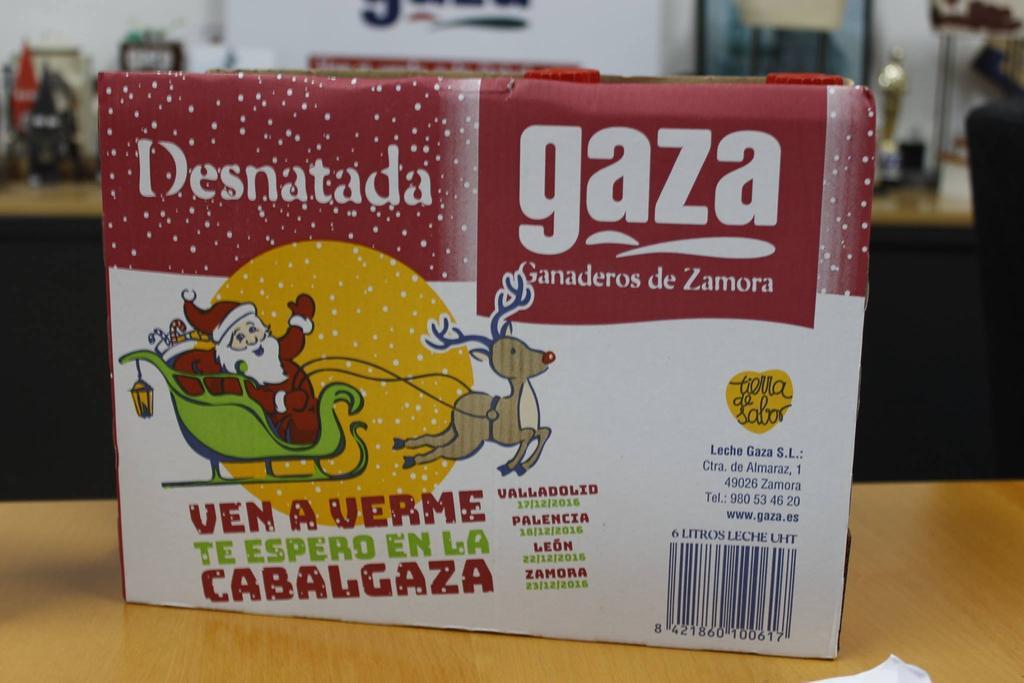 gaza
Desnatada
gaza
Ganaderos de Zamora
tierra
de
sabor
Leche Gaza S.L.:
Ctra. de Almaraz, 1
49026 Zamora
Tel.: 980 53 46 20
www.gaza.es
6 LITROS LECHE UHT
8 421860 100617
VEN A VERME
TE ESPERO EN LA
CABALGAZA
VALLADOLID
17/12/2016
PALENCIA
18/12/2016
LEÓN
22/12/2016
ZAMORA
23/12/2016